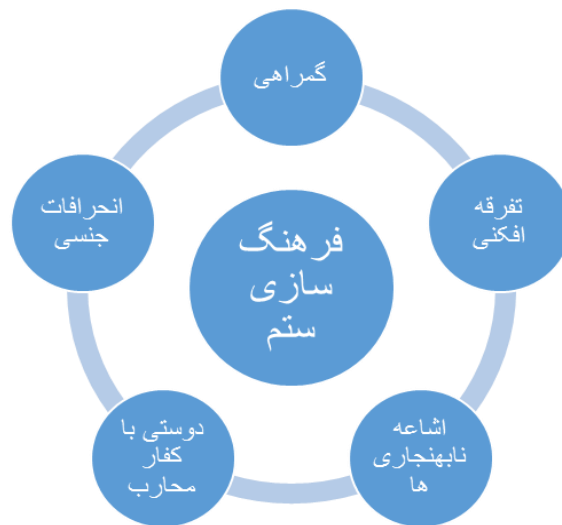 گمراهی
تفرقه
افکنی
اشاعه
نابهنجاری
ها
دوستی با
کفار
محارب
انحرافات
جنسی
فرهنگ
سازی
ستم